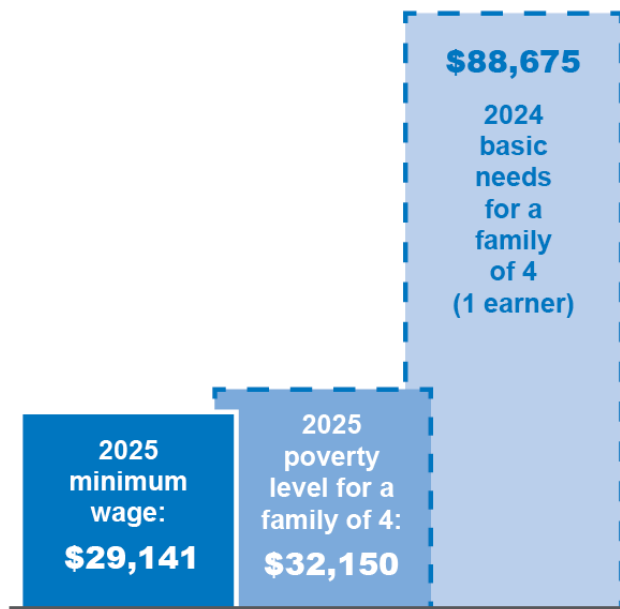 $88,675
2024
basic
needs
for a
family
of 4
(1 earner)
2025
minimum
wage:
$29,141
2025
poverty
level for a
family of 4:
$32,150